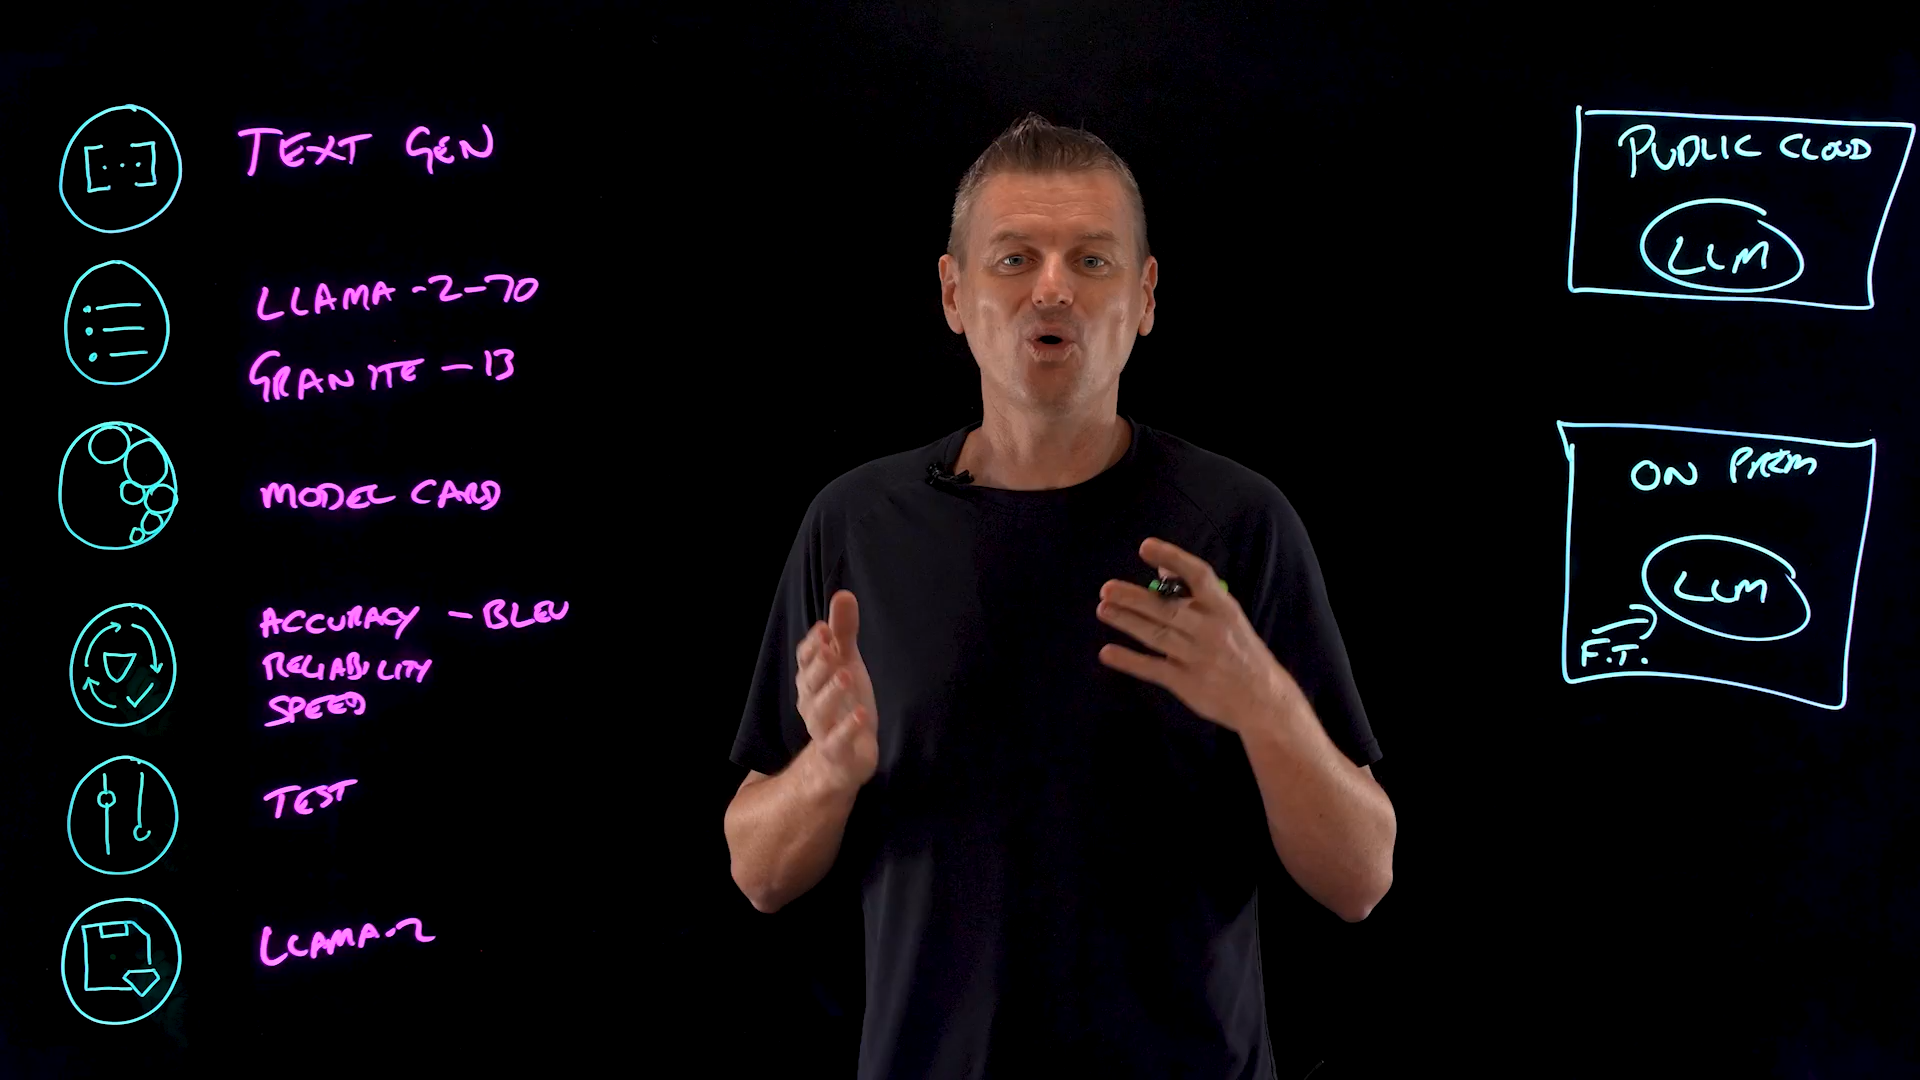 TEXT GEN
LLAMA-2-70
GRANITE-13
MODEL CARD
ACCURACY - BLEU
RELIABILITY
SPEED
TEST
LLAMA-2
PUBLIC CLOUD
LLM
ON PREM
LLM
F.T.